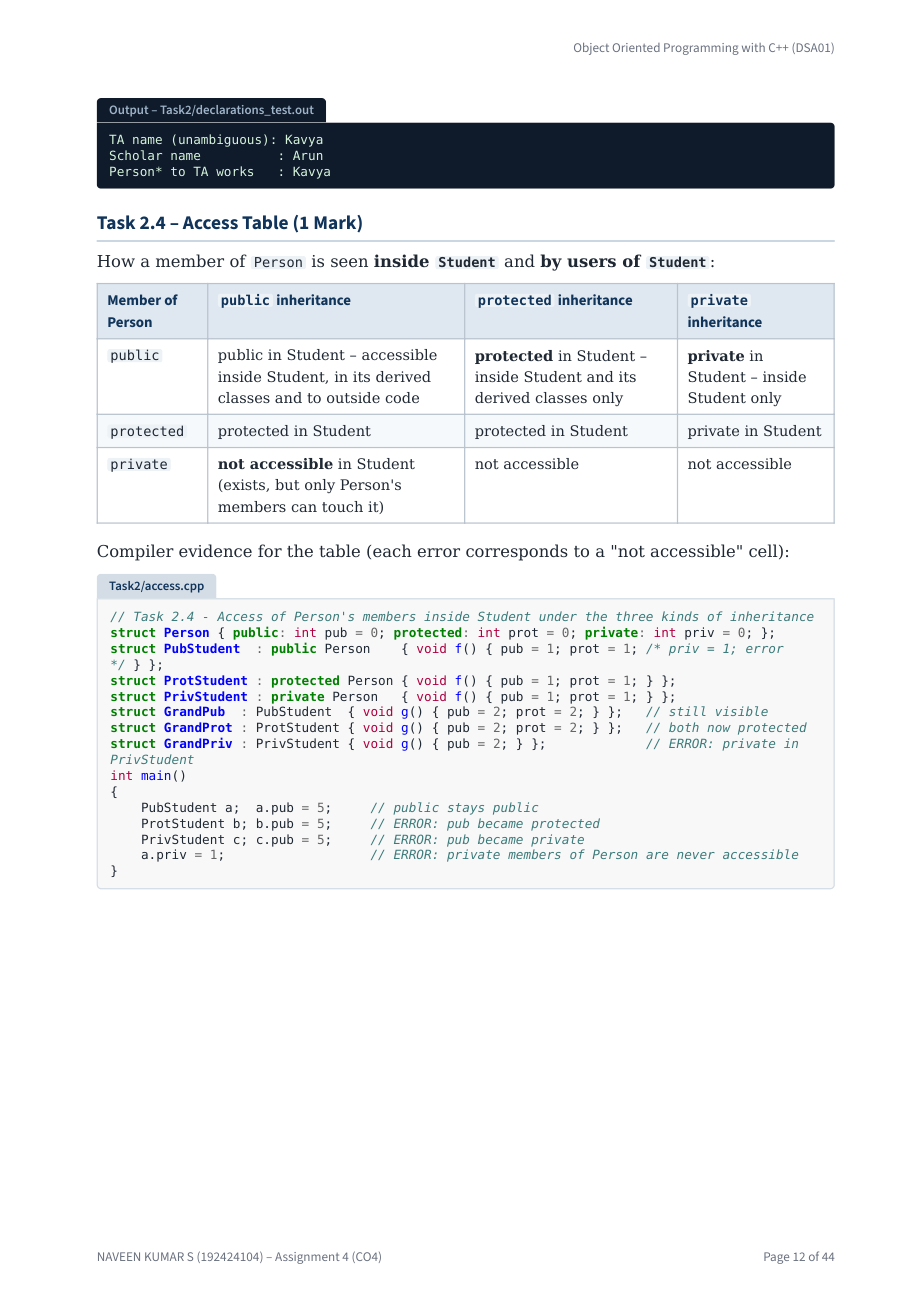 Object Oriented Programming with C++ (DSA01)
Output – Task2/declarations_test.out
TA name (unambiguous): Kavya
Scholar name          : Arun
Person* to TA works   : Kavya
Task 2.4 – Access Table (1 Mark)
How a member of Person is seen inside Student and by users of Student:
Member of Person | public inheritance | protected inheritance | private inheritance
public | public in Student – accessible inside Student, in its derived classes and to outside code | protected in Student – inside Student and its derived classes only | private in Student – inside Student only
protected | protected in Student | protected in Student | private in Student
private | not accessible in Student (exists, but only Person's members can touch it) | not accessible | not accessible
Compiler evidence for the table (each error corresponds to a "not accessible" cell):
Task2/access.cpp
// Task 2.4 - Access of Person's members inside Student under the three kinds of inheritance
struct Person { public: int pub = 0; protected: int prot = 0; private: int priv = 0; };
struct PubStudent  : public Person    { void f() { pub = 1; prot = 1; /* priv = 1; error
*/ } };
struct ProtStudent : protected Person { void f() { pub = 1; prot = 1; } };
struct PrivStudent : private Person   { void f() { pub = 1; prot = 1; } };
struct GrandPub  : PubStudent  { void g() { pub = 2; prot = 2; } };   // still visible
struct GrandProt : ProtStudent { void g() { pub = 2; prot = 2; } };   // both now protected
struct GrandPriv : PrivStudent { void g() { pub = 2; } };             // ERROR: private in
PrivStudent
int main()
{
    PubStudent a;  a.pub = 5;     // public stays public
    ProtStudent b; b.pub = 5;     // ERROR: pub became protected
    PrivStudent c; c.pub = 5;     // ERROR: pub became private
    a.priv = 1;                   // ERROR: private members of Person are never accessible
}
NAVEEN KUMAR S (192424104) – Assignment 4 (CO4)
Page 12 of 44